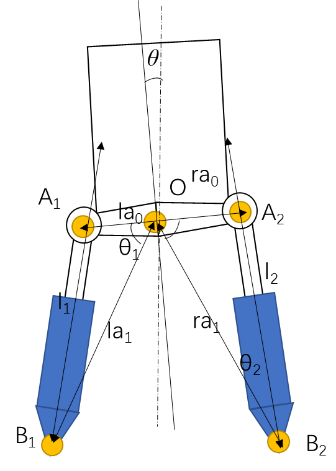 θ
O
ra₀
A₁
la₀
A₂
θ₁
l₁
l₂
la₁
ra₁
θ₂
B₁
B₂